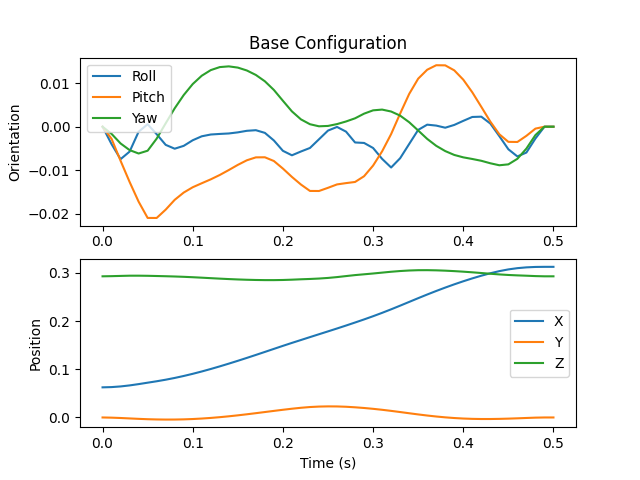 Base Configuration
Orientation
0.01
0.00
−0.01
−0.02
Roll
Pitch
Yaw
0.0 0.1 0.2 0.3 0.4 0.5
Position
0.3
0.2
0.1
0.0
X
Y
Z
0.0 0.1 0.2 0.3 0.4 0.5
Time (s)